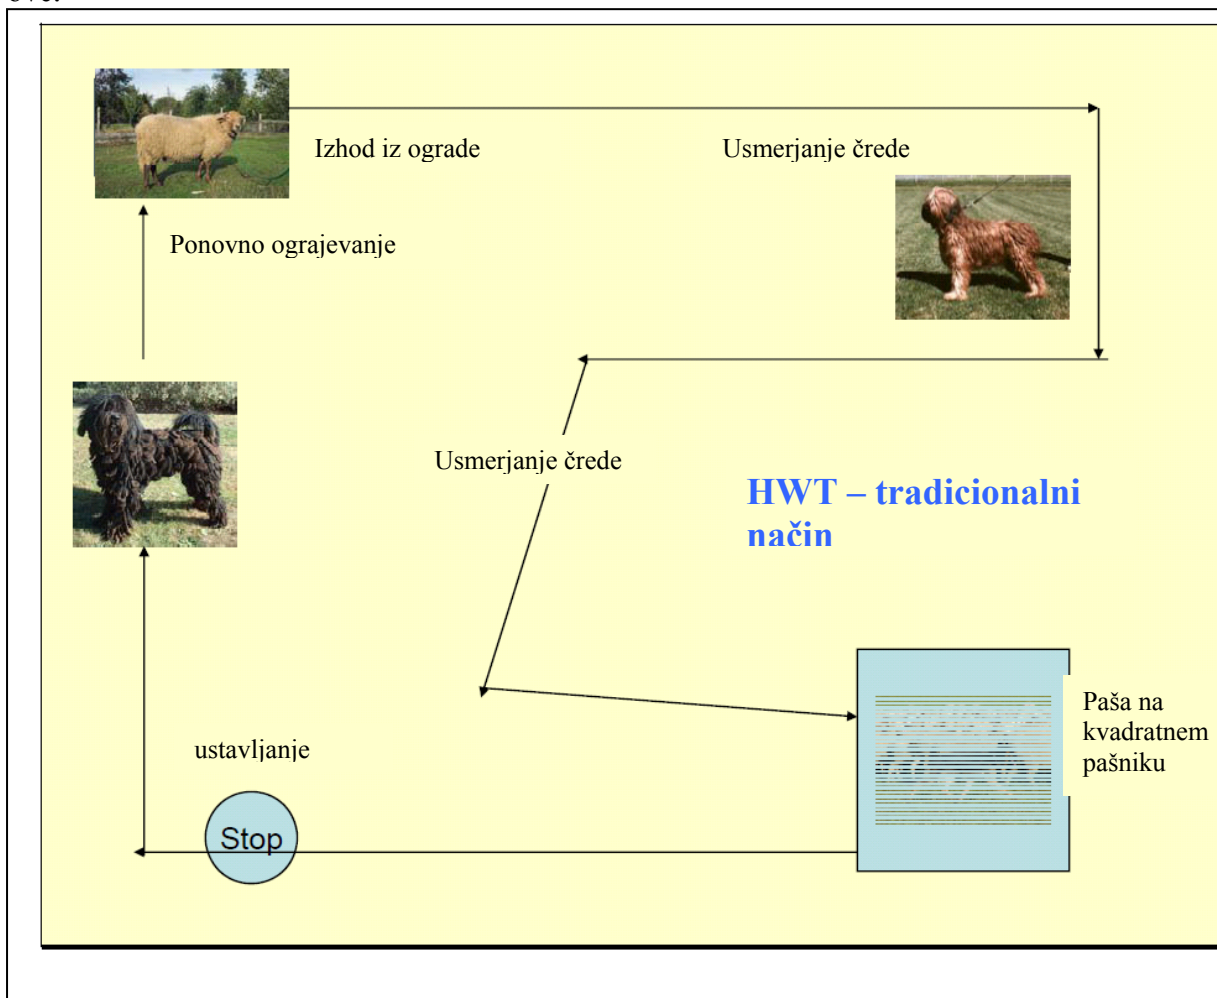 Izhod iz ograde
Usmerjanje črede
Ponovno ograjevanje
Usmerjanje črede
HWT – tradicionalni
način
Paša na
kvadratnem
pašniku
ustavljanje
Stop